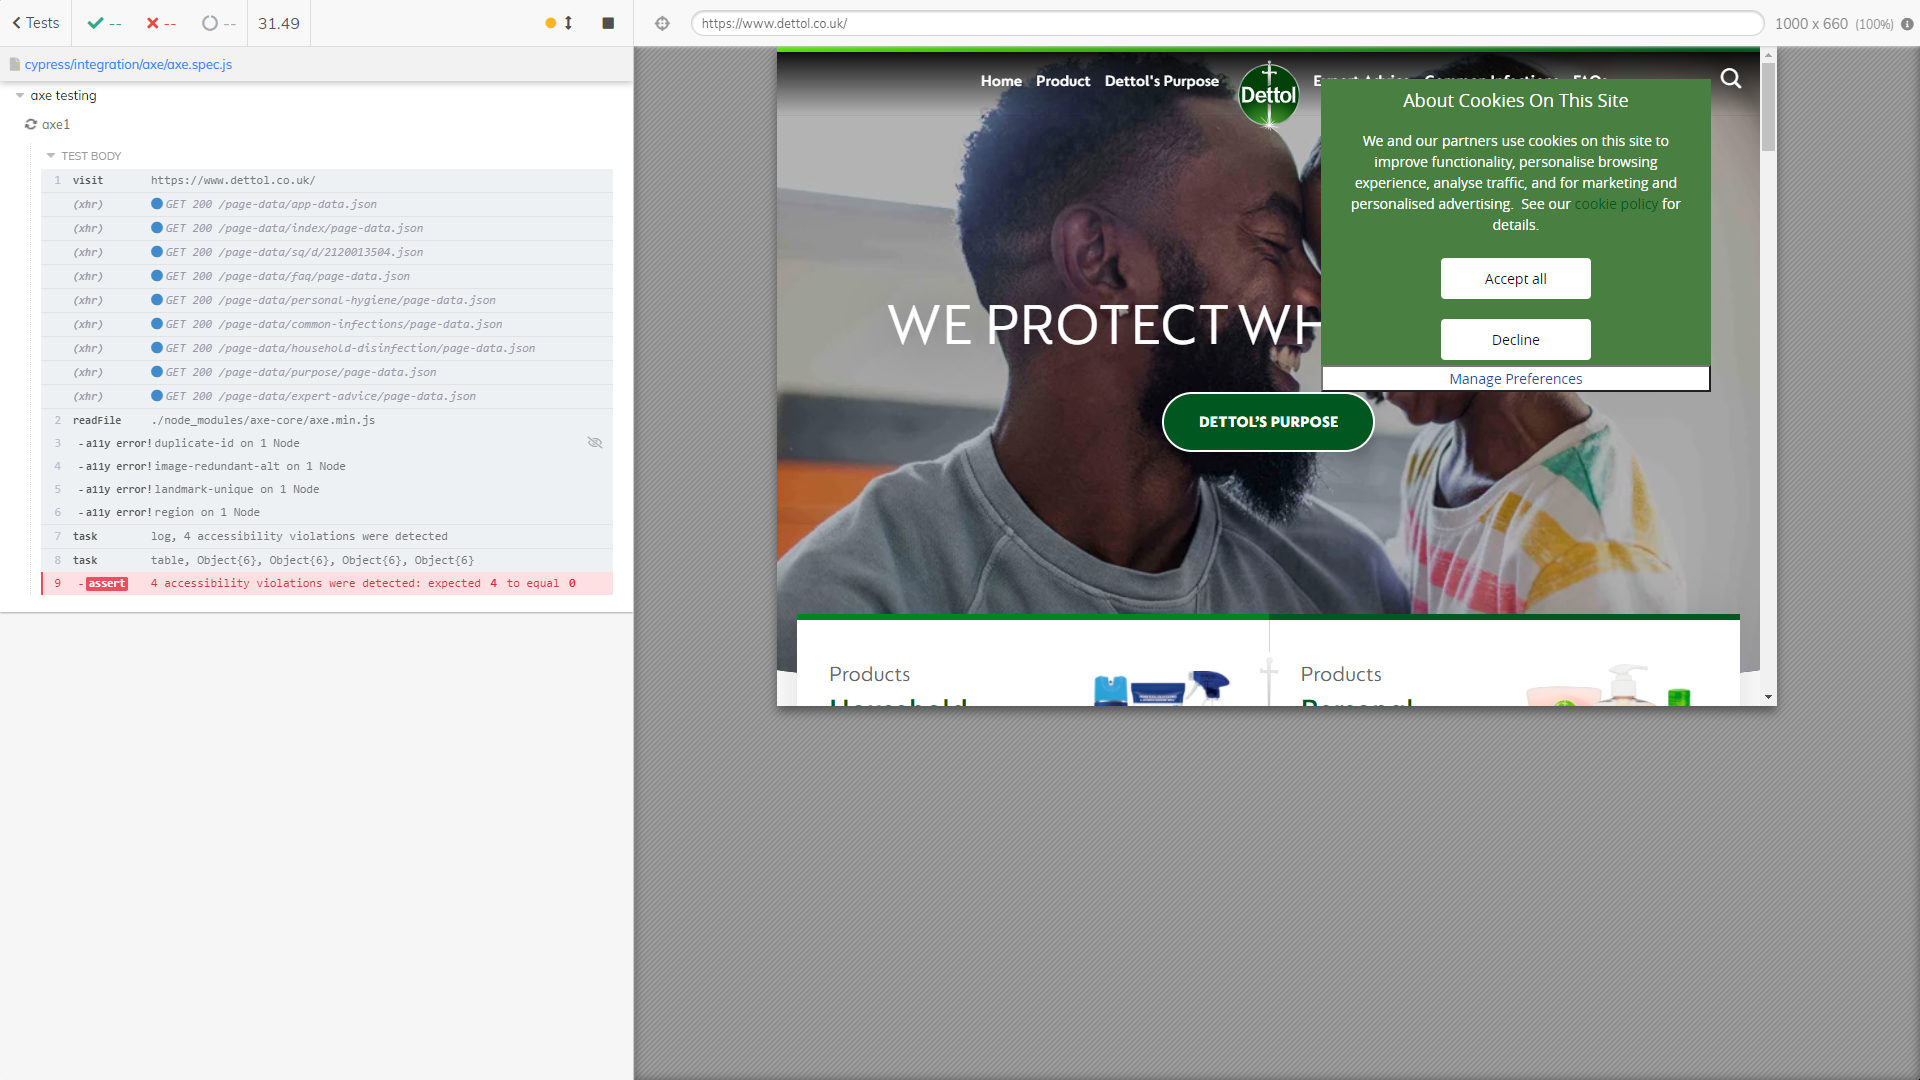 Tests
--
--
--
31.49
cypress/integration/axe/axe.spec.js
axe testing
axe1
TEST BODY
1 visit https://www.dettol.co.uk/
(xhr) GET 200 /page-data/app-data.json
(xhr) GET 200 /page-data/index/page-data.json
(xhr) GET 200 /page-data/sq/d/2120013504.json
(xhr) GET 200 /page-data/faq/page-data.json
(xhr) GET 200 /page-data/personal-hygiene/page-data.json
(xhr) GET 200 /page-data/common-infections/page-data.json
(xhr) GET 200 /page-data/household-disinfection/page-data.json
(xhr) GET 200 /page-data/purpose/page-data.json
(xhr) GET 200 /page-data/expert-advice/page-data.json
2 readFile ./node_modules/axe-core/axe.min.js
3 -a11y error! duplicate-id on 1 Node
4 -a11y error! image-redundant-alt on 1 Node
5 -a11y error! landmark-unique on 1 Node
6 -a11y error! region on 1 Node
7 task log, 4 accessibility violations were detected
8 task table, Object{6}, Object{6}, Object{6}, Object{6}
9 -assert 4 accessibility violations were detected: expected 4 to equal 0
https://www.dettol.co.uk/
1000 x 660 (100%)
Home Product Dettol's Purpose Dettol Expert Advice Common Infections FAQs
About Cookies On This Site
We and our partners use cookies on this site to
improve functionality, personalise browsing
experience, analyse traffic, and for marketing and
personalised advertising. See our cookie policy for
details.
Accept all
Decline
Manage Preferences
WE PROTECT WH
DETTOL'S PURPOSE
Products
Household
Products
Personal